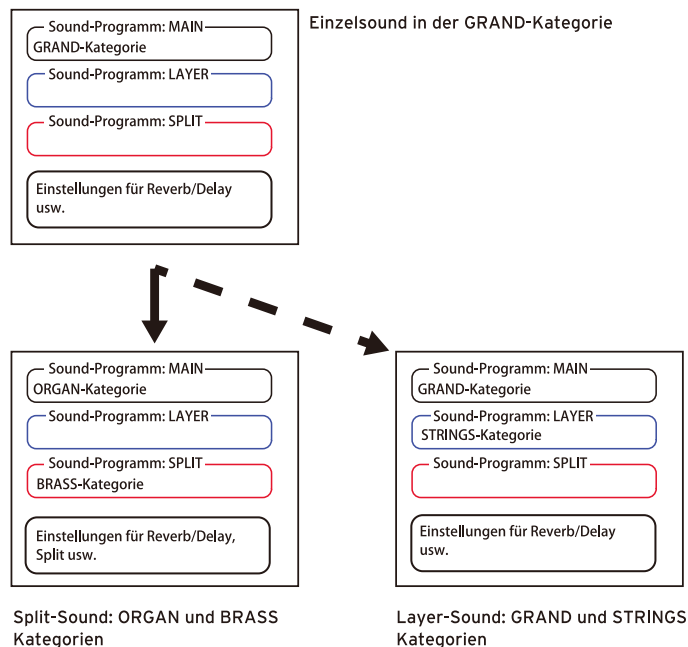 Einzelsound in der GRAND-Kategorie
Sound-Programm: MAIN
GRAND-Kategorie
Sound-Programm: LAYER
Sound-Programm: SPLIT
Einstellungen für Reverb/Delay
usw.
Sound-Programm: MAIN
ORGAN-Kategorie
Sound-Programm: LAYER
Sound-Programm: SPLIT
BRASS-Kategorie
Einstellungen für Reverb/Delay,
Split usw.
Split-Sound: ORGAN und BRASS
Kategorien
Sound-Programm: MAIN
GRAND-Kategorie
Sound-Programm: LAYER
STRINGS-Kategorie
Sound-Programm: SPLIT
Einstellungen für Reverb/Delay
usw.
Layer-Sound: GRAND und STRINGS
Kategorien